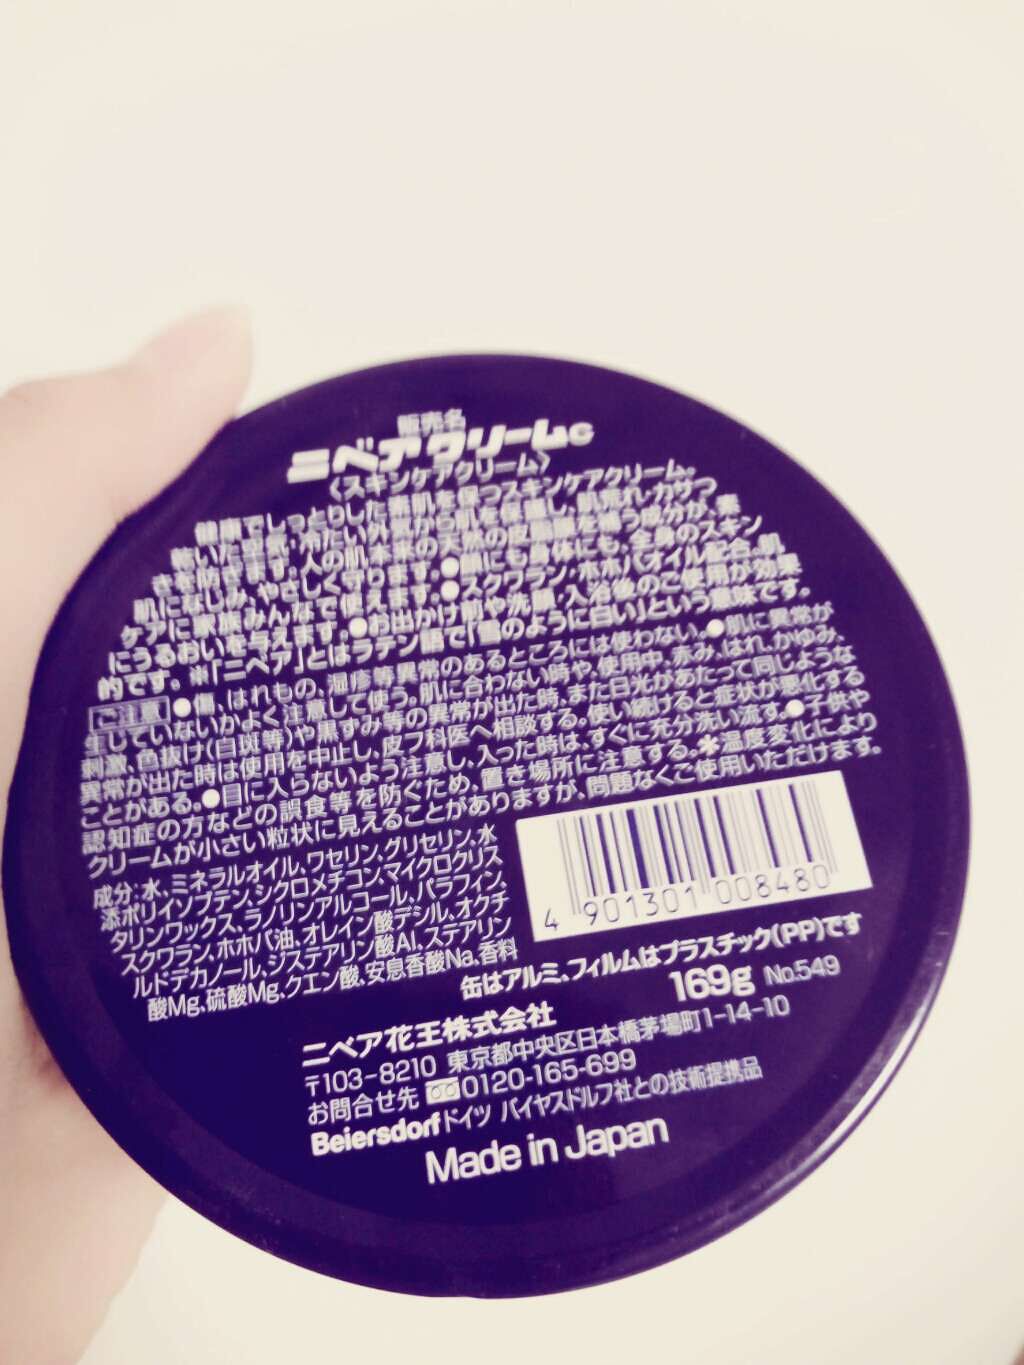 販売名
ニベアクリームc
〈スキンケアクリーム〉
健康でしっとりした素肌を保つスキンケアクリーム。
乾いた空気・冷たい外気から肌を保護し、肌荒れ・カサつ
きを防ぎます。人の肌本来の天然の皮脂膜を補う成分が、素
肌になじみ、やさしく守ります。●顔にも身体にも、全身のスキン
ケアに家族みんなで使えます。●スクワラン・ホホバオイル配合。肌
にうるおいを与えます。●お出かけ前や洗顔・入浴後のご使用が効果
的です。※「ニベア」とはラテン語で「雪のように白い」という意味です。
ご注意 ●傷、はれもの、湿疹等異常のあるところには使わない。●肌に異常が
生じていないかよく注意して使う。肌に合わない時や、使用中、赤み、はれ、かゆみ、
刺激、色抜け(白斑等)や黒ずみ等の異常が出た時、また日光があたって同じような
異常が出た時は使用を中止し、皮フ科医へ相談する。使い続けると症状が悪化する
ことがある。●目に入らないよう注意し、入った時は、すぐに充分洗い流す。●子供や
認知症の方などの誤食等を防ぐため、置き場所に注意する。✱温度変化により
クリームが小さい粒状に見えることがありますが、問題なくご使用いただけます。
成分:水、ミネラルオイル、ワセリン、グリセリン、水
添ポリイソブテン、シクロメチコン、マイクロクリス
タリンワックス、ラノリンアルコール、パラフィン、
スクワラン、ホホバ油、オレイン酸デシル、オクチ
ルドデカノール、ジステアリン酸Al、ステアリン
酸Mg、硫酸Mg、クエン酸、安息香酸Na、香料
4 901301 008480
缶はアルミ、フィルムはプラスチック(PP)です
169g No.549
ニベア花王株式会社
〒103-8210 東京都中央区日本橋茅場町1-14-10
お問合せ先 0120-165-699
Beiersdorfドイツ バイヤスドルフ社との技術提携品
Made in Japan